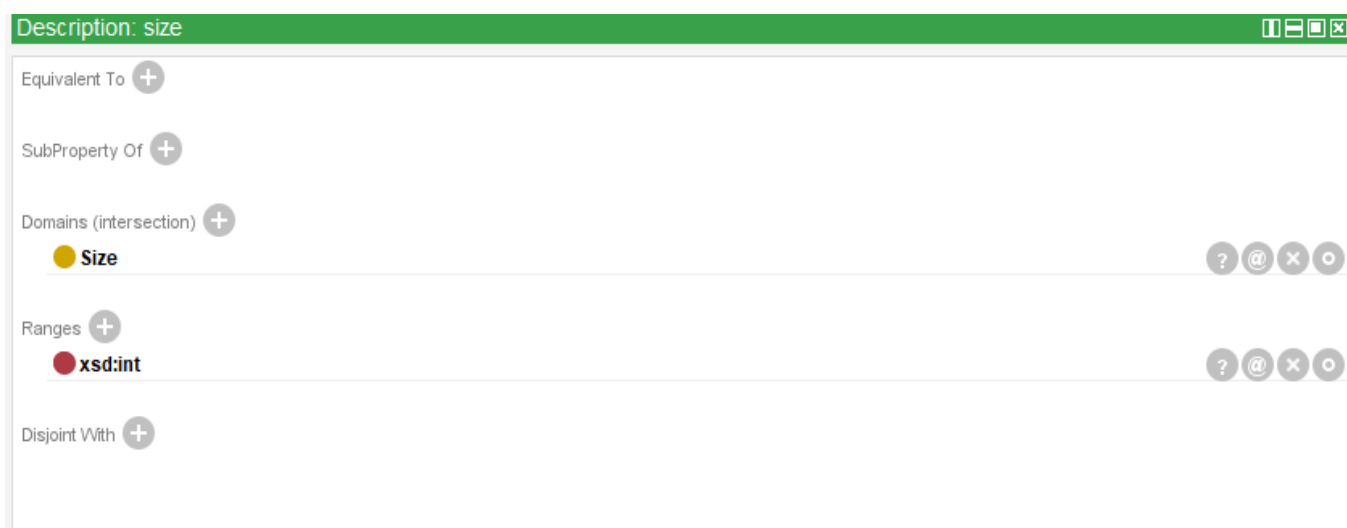 Description: size
Equivalent To
SubProperty Of
Domains (intersection)
Size
Ranges
xsd:int
Disjoint With